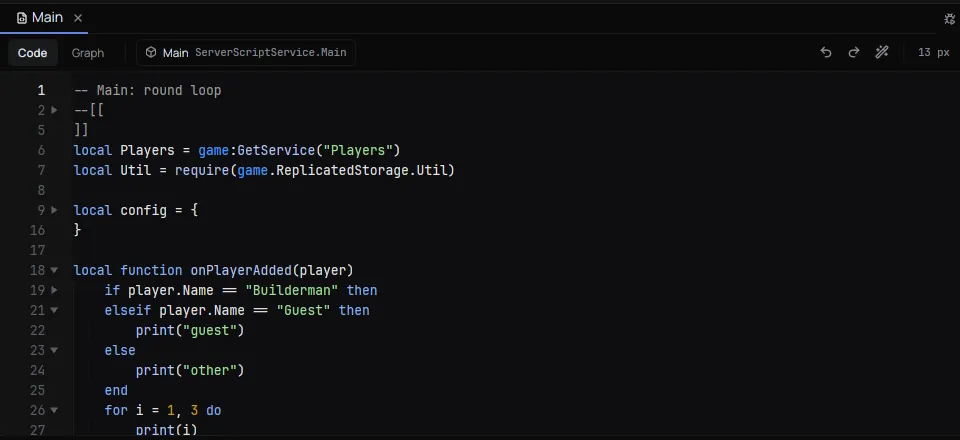 Main
Code Graph Main ServerScriptService.Main 13 px
1 -- Main: round loop
2 --[[
5 ]]
6 local Players = game:GetService("Players")
7 local Util = require(game.ReplicatedStorage.Util)
8
9 local config = {
16 }
17
18 local function onPlayerAdded(player)
19 if player.Name == "Builderman" then
21 elseif player.Name == "Guest" then
22 print("guest")
23 else
24 print("other")
25 end
26 for i = 1, 3 do
27 print(i)